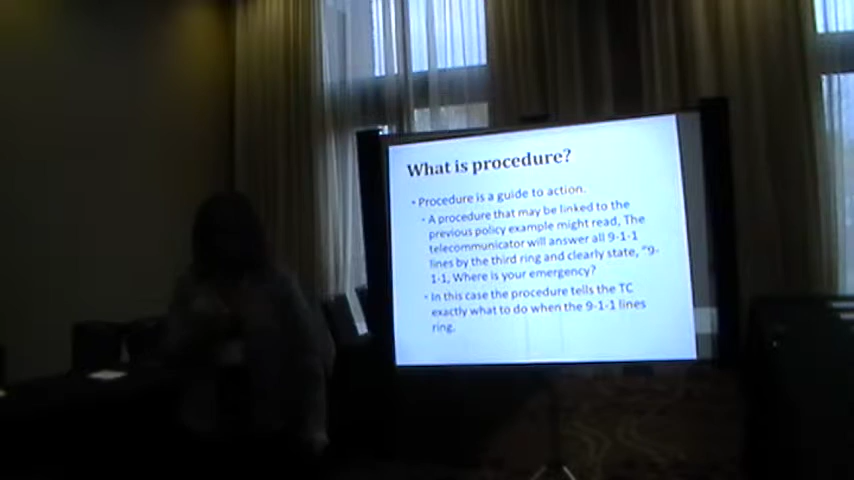 What is procedure?
• Procedure is a guide to action.
• A procedure that may be linked to the
previous policy example might read, The
telecommunicator will answer all 9-1-1
lines by the third ring and clearly state, "9-
1-1, Where is your emergency?
• In this case the procedure tells the TC
exactly what to do when the 9-1-1 lines
ring.